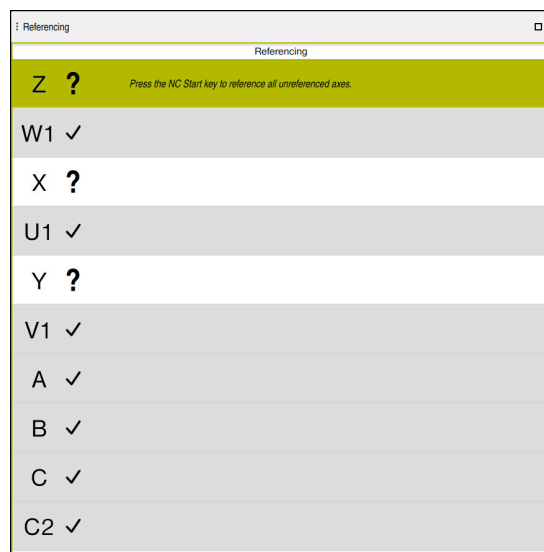 Referencing
Referencing
Z ? Press the NC Start key to reference all unreferenced axes.
W1 ✓
X ?
U1 ✓
Y ?
V1 ✓
A ✓
B ✓
C ✓
C2 ✓